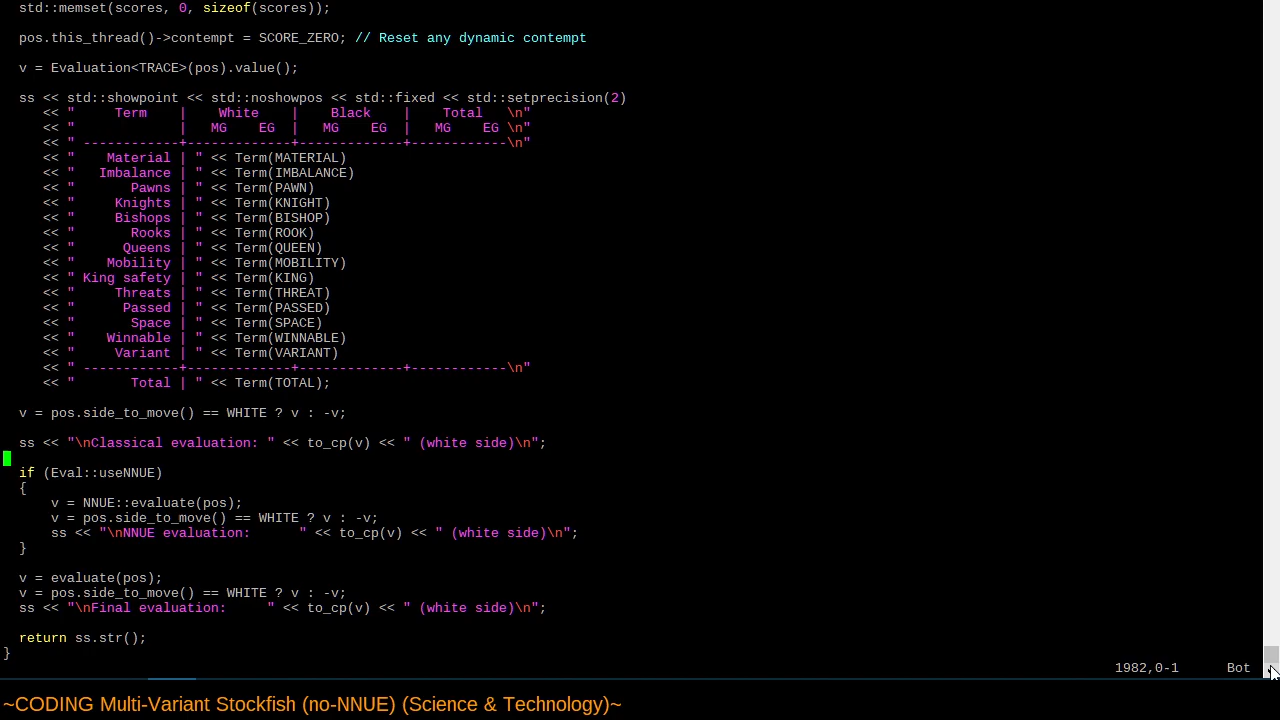 std::memset(scores, 0, sizeof(scores));

  pos.this_thread()->contempt = SCORE_ZERO; // Reset any dynamic contempt

  v = Evaluation<TRACE>(pos).value();

  ss << std::showpoint << std::noshowpos << std::fixed << std::setprecision(2)
     << "     Term    |    White    |    Black    |    Total   \n"
     << "             |   MG    EG  |   MG    EG  |   MG    EG \n"
     << " ------------+-------------+-------------+------------\n"
     << "    Material | " << Term(MATERIAL)
     << "   Imbalance | " << Term(IMBALANCE)
     << "       Pawns | " << Term(PAWN)
     << "     Knights | " << Term(KNIGHT)
     << "     Bishops | " << Term(BISHOP)
     << "       Rooks | " << Term(ROOK)
     << "      Queens | " << Term(QUEEN)
     << "    Mobility | " << Term(MOBILITY)
     << " King safety | " << Term(KING)
     << "     Threats | " << Term(THREAT)
     << "      Passed | " << Term(PASSED)
     << "       Space | " << Term(SPACE)
     << "    Winnable | " << Term(WINNABLE)
     << "     Variant | " << Term(VARIANT)
     << " ------------+-------------+-------------+------------\n"
     << "       Total | " << Term(TOTAL);

  v = pos.side_to_move() == WHITE ? v : -v;

  ss << "\nClassical evaluation: " << to_cp(v) << " (white side)\n";

  if (Eval::useNNUE)
  {
      v = NNUE::evaluate(pos);
      v = pos.side_to_move() == WHITE ? v : -v;
      ss << "\nNNUE evaluation:      " << to_cp(v) << " (white side)\n";
  }

  v = evaluate(pos);
  v = pos.side_to_move() == WHITE ? v : -v;
  ss << "\nFinal evaluation:     " << to_cp(v) << " (white side)\n";

  return ss.str();
}
1982,0-1      Bot
~CODING Multi-Variant Stockfish (no-NNUE) (Science & Technology)~